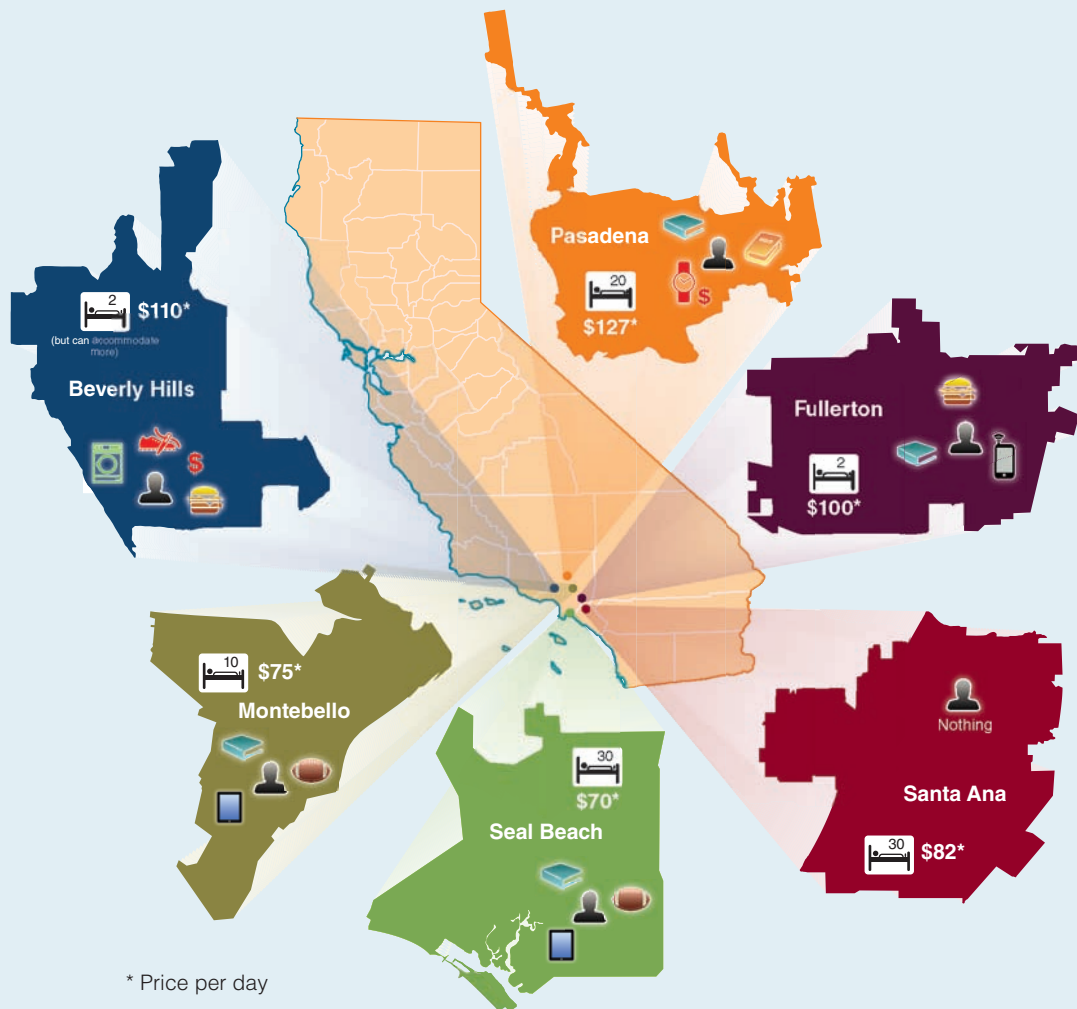 Pasadena
20
$127*
$
2
$110*
(but can accommodate
more)
Beverly Hills
$
Fullerton
2
$100*
10
$75*
Montebello
30
$70*
Seal Beach
Nothing
Santa Ana
30
$82*
* Price per day